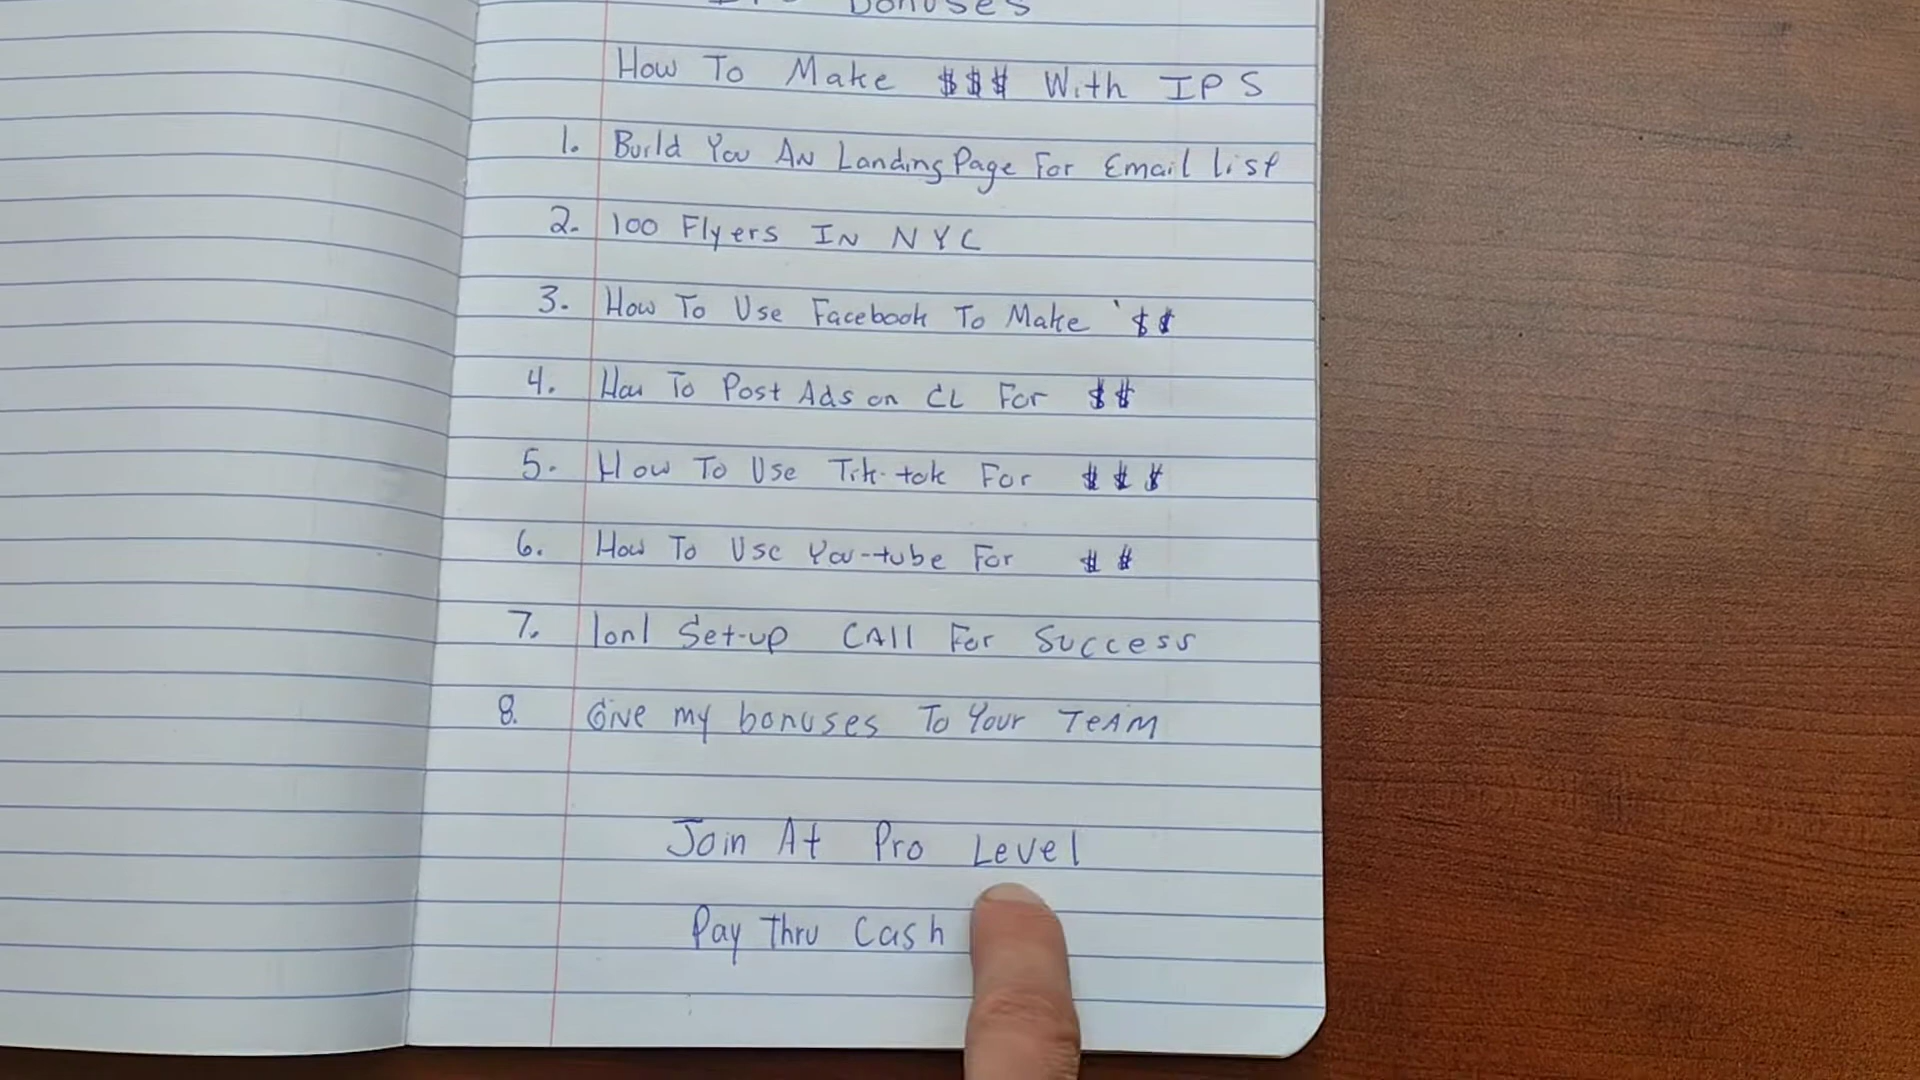 Bonuses
How To Make $$$ With IPS
1. Build You AN Landing Page For Email list
2. 100 Flyers IN NYC
3. How To Use Facebook To Make $$
4. How To Post Ads on CL For $$
5. How To Use Tik-tok For $$$
6. How To Use You-tube For $$
7. 1on1 Set-up CAll For Success
8. Give my bonuses To Your TEAM
Join At Pro Level
Pay Thru Cash